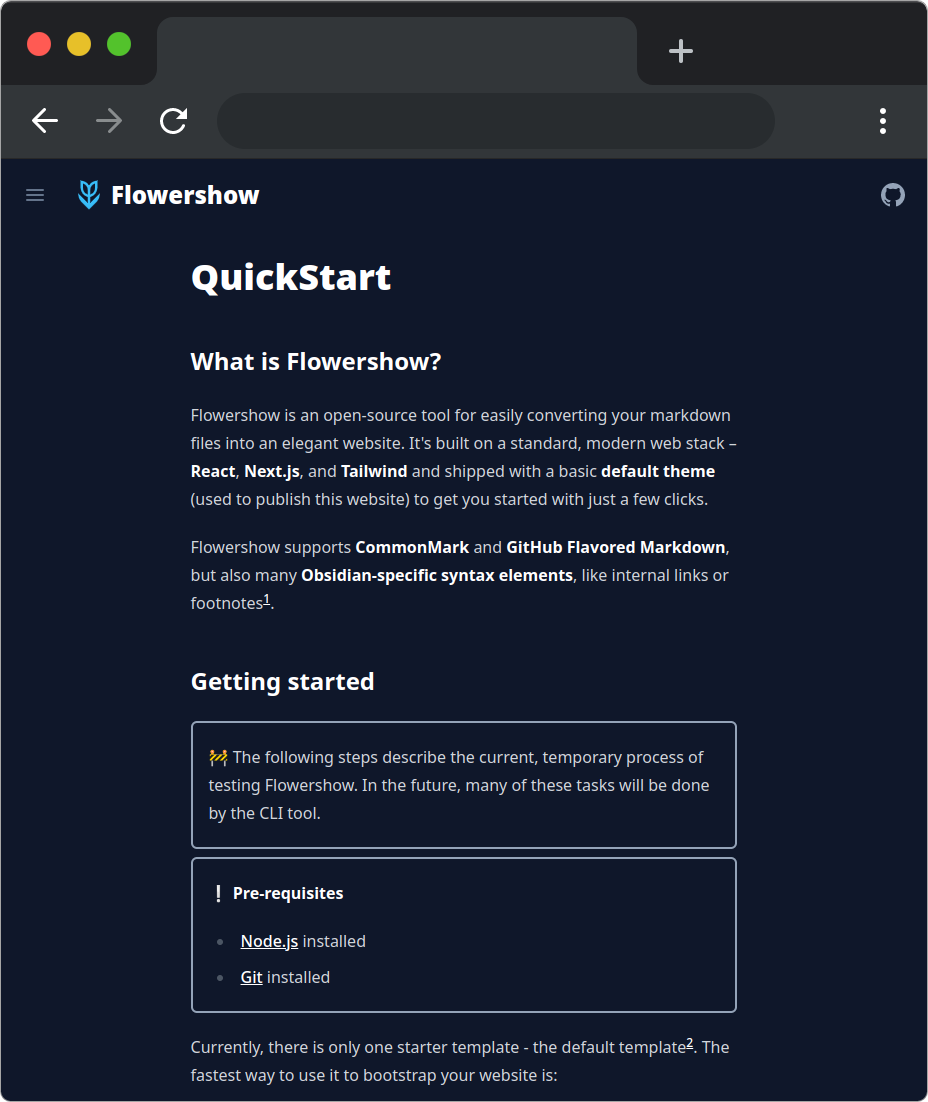 Flowershow
QuickStart
What is Flowershow?
Flowershow is an open-source tool for easily converting your markdown
files into an elegant website. It's built on a standard, modern web stack –
React, Next.js, and Tailwind and shipped with a basic default theme
(used to publish this website) to get you started with just a few clicks.
Flowershow supports CommonMark and GitHub Flavored Markdown,
but also many Obsidian-specific syntax elements, like internal links or
footnotes1.
Getting started
🚧 The following steps describe the current, temporary process of
testing Flowershow. In the future, many of these tasks will be done
by the CLI tool.
❕ Pre-requisites
• Node.js installed
• Git installed
Currently, there is only one starter template - the default template2. The
fastest way to use it to bootstrap your website is: